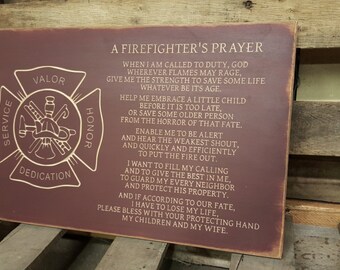 A FIREFIGHTER'S PRAYER
WHEN I AM CALLED TO DUTY, GOD
WHEREVER FLAMES MAY RAGE,
GIVE ME THE STRENGTH TO SAVE SOME LIFE
WHATEVER BE ITS AGE.
HELP ME EMBRACE A LITTLE CHILD
BEFORE IT IS TOO LATE,
OR SAVE SOME OLDER PERSON
FROM THE HORROR OF THAT FATE.
ENABLE ME TO BE ALERT
AND HEAR THE WEAKEST SHOUT,
AND QUICKLY AND EFFICIENTLY
TO PUT THE FIRE OUT.
I WANT TO FILL MY CALLING
AND TO GIVE THE BEST IN ME,
TO GUARD MY EVERY NEIGHBOR
AND PROTECT HIS PROPERTY.
AND IF ACCORDING TO OUR FATE,
I HAVE TO LOSE MY LIFE,
PLEASE BLESS WITH YOUR PROTECTING HAND
MY CHILDREN AND MY WIFE.
VALOR
SERVICE
HONOR
DEDICATION